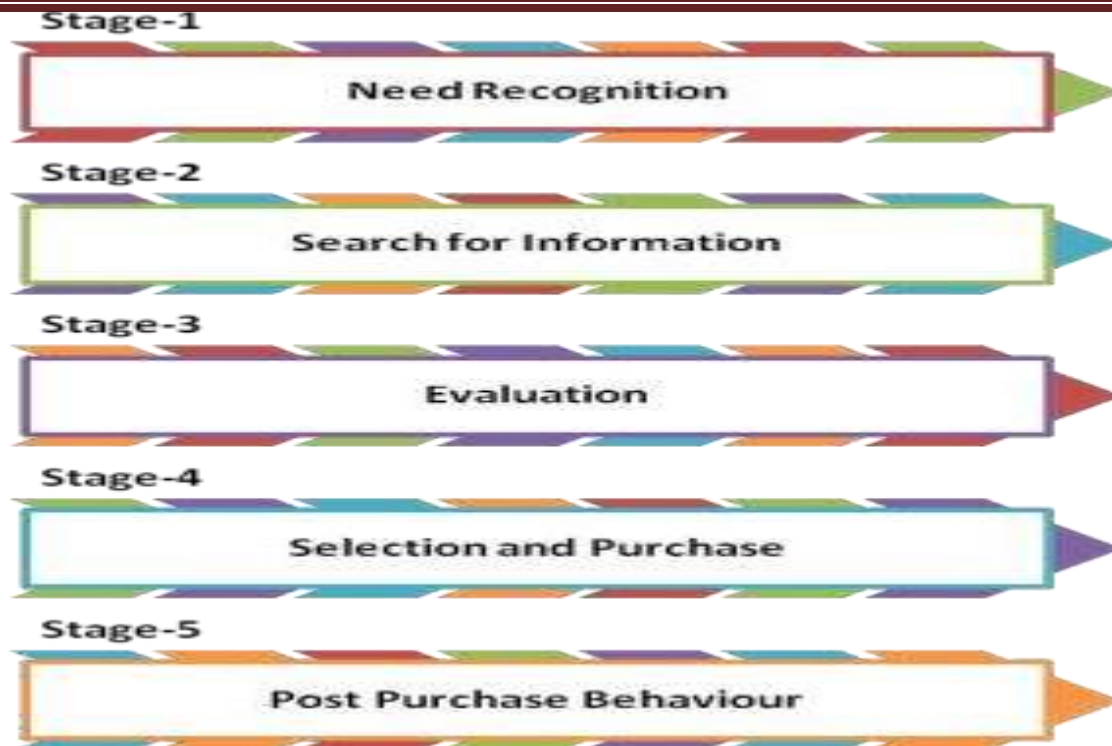 Stage-1
Need Recognition
Stage-2
Search for Information
Stage-3
Evaluation
Stage-4
Selection and Purchase
Stage-5
Post Purchase Behaviour